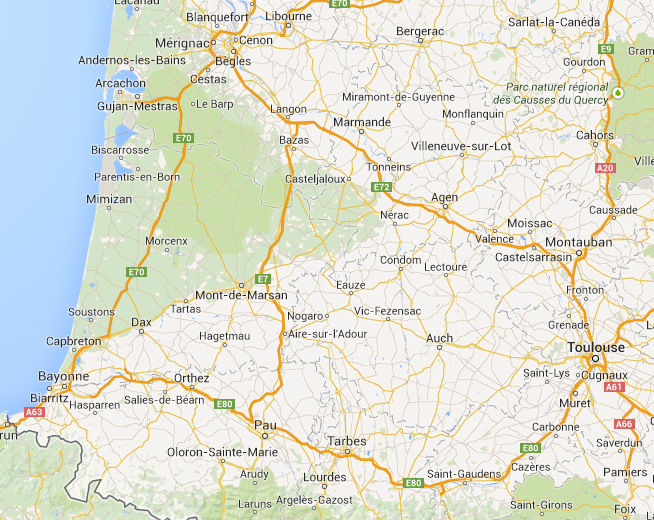 Lacanau
E70
Blanquefort
Libourne
Sarlat-la-Canéda
Bergerac
Mérignac
Cenon
E9
Gram
Andernos-les-Bains
Bègles
Gourdon
Cestas
Arcachon
Parc naturel régional
des Causses du Quercy
Gujan-Mestras
Le Barp
Miramont-de-Guyenne
Langon
Monflanquin
Marmande
E70
Bazas
Cahors
Biscarrosse
Villeneuve-sur-Lot
Ville
Tonneins
A20
Parentis-en-Born
Casteljaloux
E72
Mimizan
Agen
Nérac
Caussade
Moissac
Morcenx
Valence
Montauban
Castelsarrasin
Condom
Lectoure
E70
E7
Eauze
Fronton
Mont-de-Marsan
Tartas
Soustons
Nogaro
Vic-Fezensac
Dax
Grenade
Hagetmau
Aire-sur-l'Adour
Auch
Capbreton
Toulouse
Bayonne
Orthez
Saint-Lys
Cugnaux
A61
Biarritz
Salies-de-Béarn
E80
Muret
Hasparren
A63
A66
run
Pau
Carbonne
Tarbes
E80
Saverdun
Oloron-Sainte-Marie
Cazères
Arudy
Lourdes
Saint-Gaudens
Pamiers
E80
Laruns
Argelès-Gazost
Saint-Girons
Foix